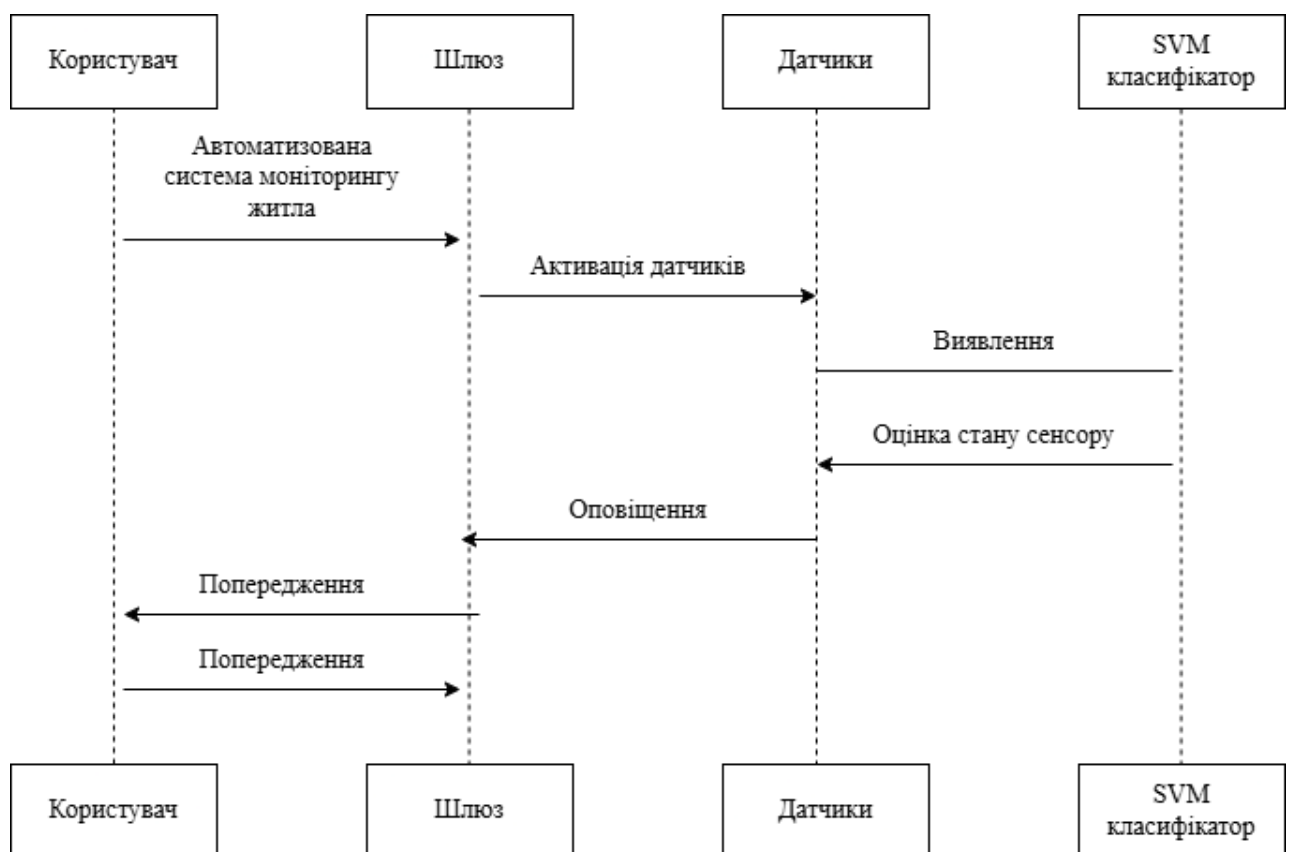 Користувач
Шлюз
Датчики
SVM
класифікатор
Автоматизована
система моніторингу
житла
Активація датчиків
Виявлення
Оцінка стану сенсору
Оповіщення
Попередження
Попередження
Користувач
Шлюз
Датчики
SVM
класифікатор